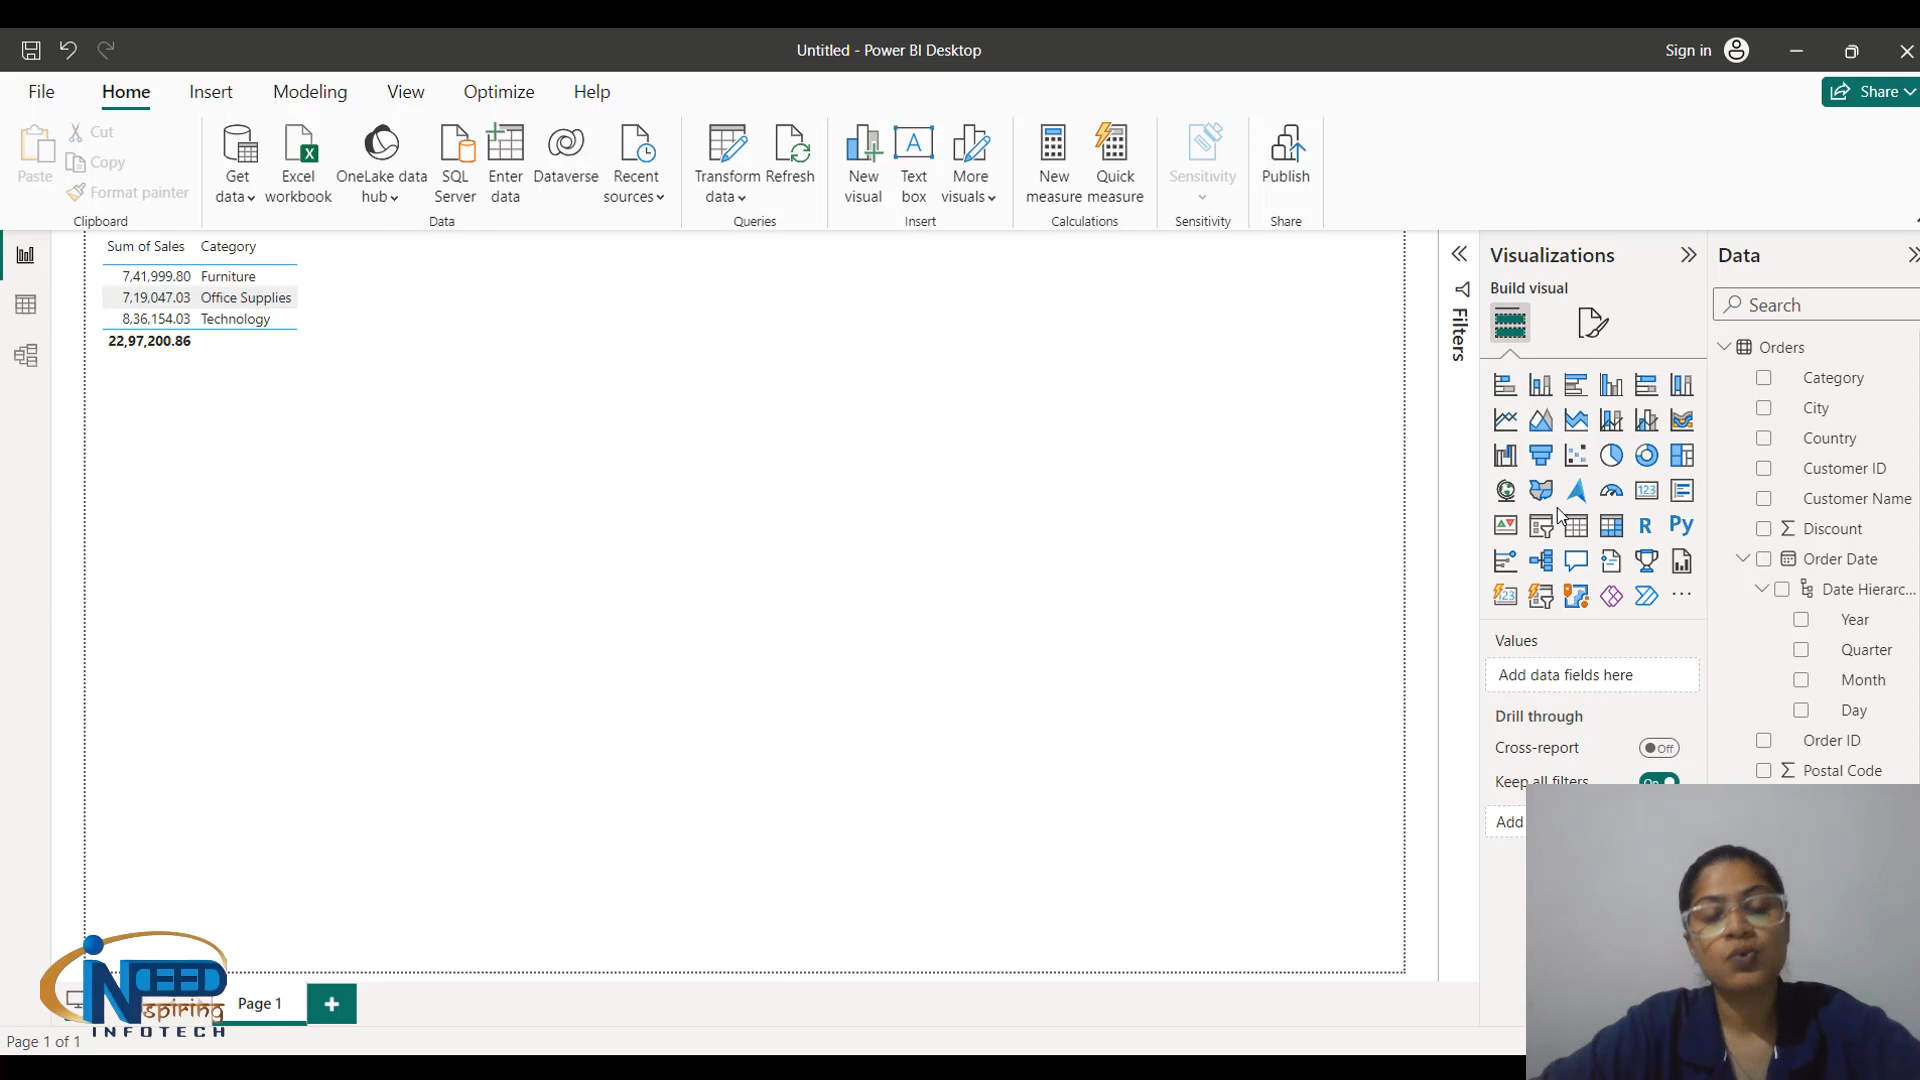 Untitled - Power BI Desktop
Sign in
File Home Insert Modeling View Optimize Help
Share
Paste
Cut
Copy
Format painter
Clipboard
Get data
Excel workbook
OneLake data hub
SQL Server
Enter data
Dataverse
Recent sources
Data
Transform data
Refresh
Queries
New visual
Text box
More visuals
Insert
New measure
Quick measure
Calculations
Sensitivity
Sensitivity
Publish
Share
Sum of Sales Category
7,41,999.80 Furniture
7,19,047.03 Office Supplies
8,36,154.03 Technology
22,97,200.86
Filters
Visualizations
Build visual
123
R
Py
123
Values
Add data fields here
Drill through
Cross-report
Off
Keep all filters
On
Add
Data
Search
Orders
Category
City
Country
Customer ID
Customer Name
Discount
Order Date
Date Hierarc...
Year
Quarter
Month
Day
Order ID
Postal Code
iNEED
Nspiring
INFOTECH
Page 1
Page 1 of 1